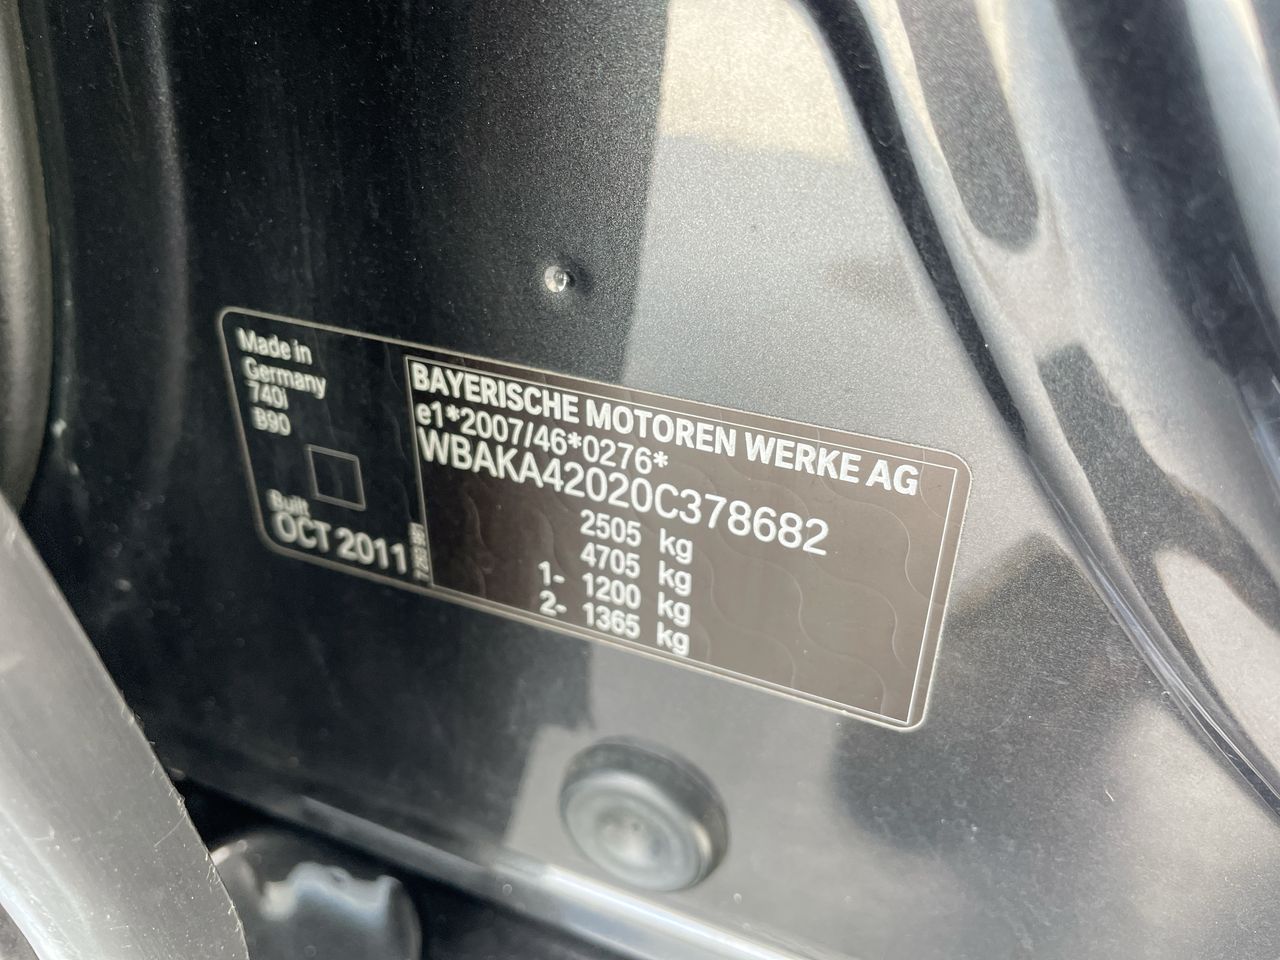 Made in
Germany
740i
B90
Built
OCT 2011
BAYERISCHE MOTOREN WERKE AG
e1*2007/46*0276*
WBAKA42020C378682
2505 kg
4705 kg
1- 1200 kg
2- 1365 kg